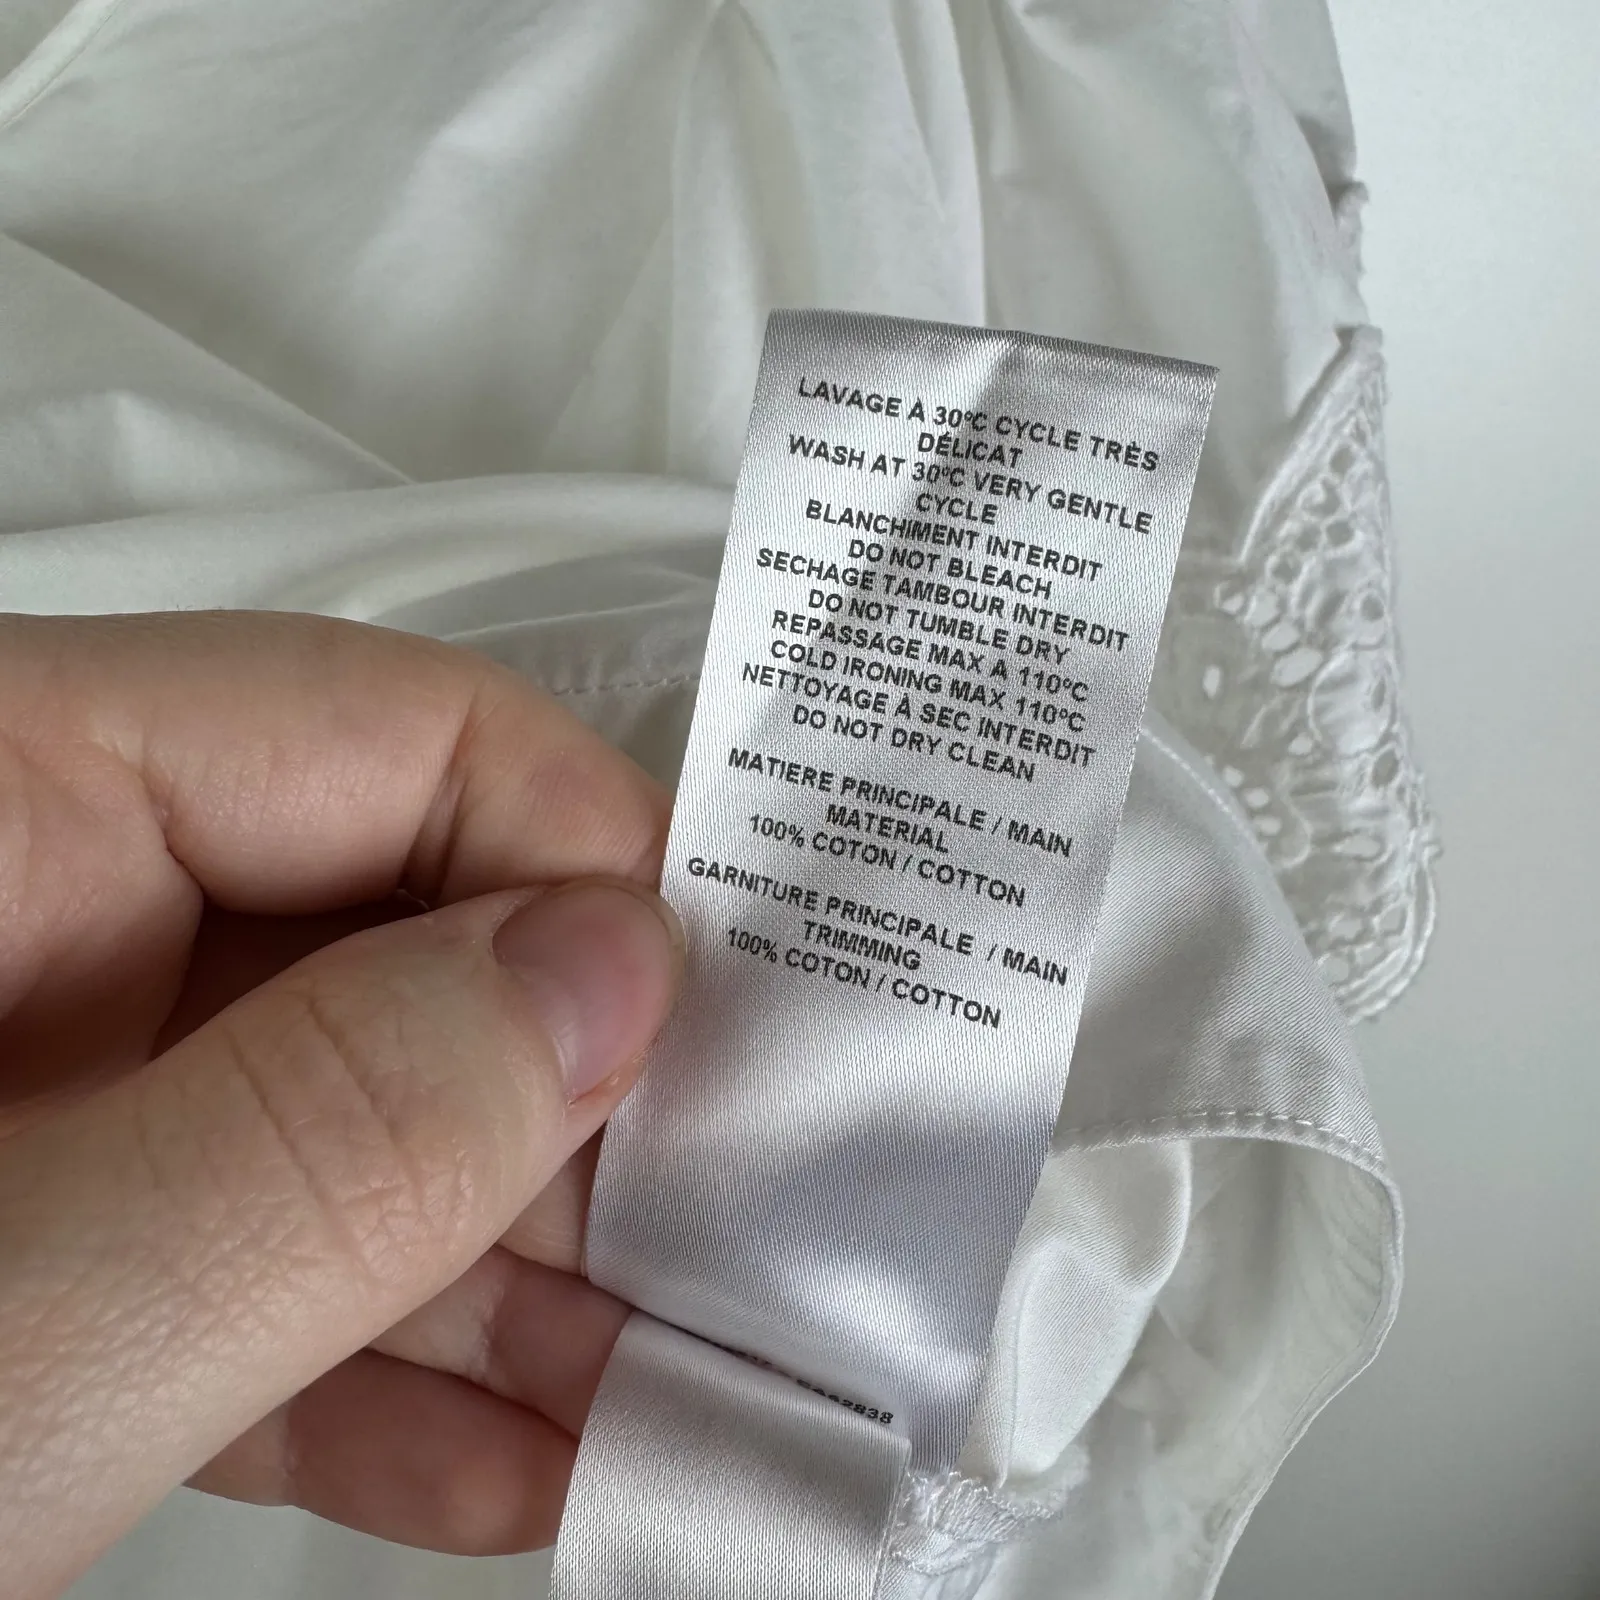 LAVAGE À 30°C CYCLE TRÈS
DÉLICAT
WASH AT 30°C VERY GENTLE
CYCLE
BLANCHIMENT INTERDIT
DO NOT BLEACH
SECHAGE TAMBOUR INTERDIT
DO NOT TUMBLE DRY
REPASSAGE MAX A 110°C
COLD IRONING MAX 110°C
NETTOYAGE À SEC INTERDIT
DO NOT DRY CLEAN
MATIERE PRINCIPALE / MAIN
MATERIAL
100% COTON / COTTON
GARNITURE PRINCIPALE / MAIN
TRIMMING
100% COTON / COTTON